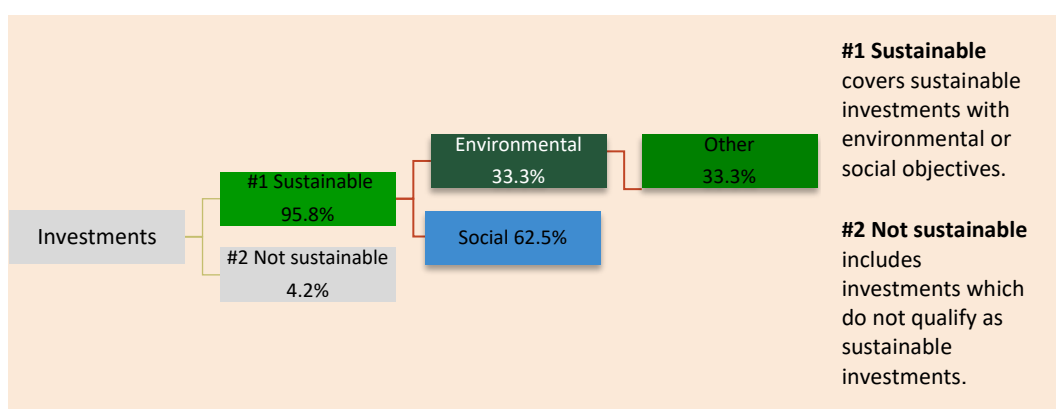 Investments
#1 Sustainable
95.8%
#2 Not sustainable
4.2%
Environmental
33.3%
Social 62.5%
Other
33.3%
#1 Sustainable
covers sustainable
investments with
environmental or
social objectives.
#2 Not sustainable
includes
investments which
do not qualify as
sustainable
investments.